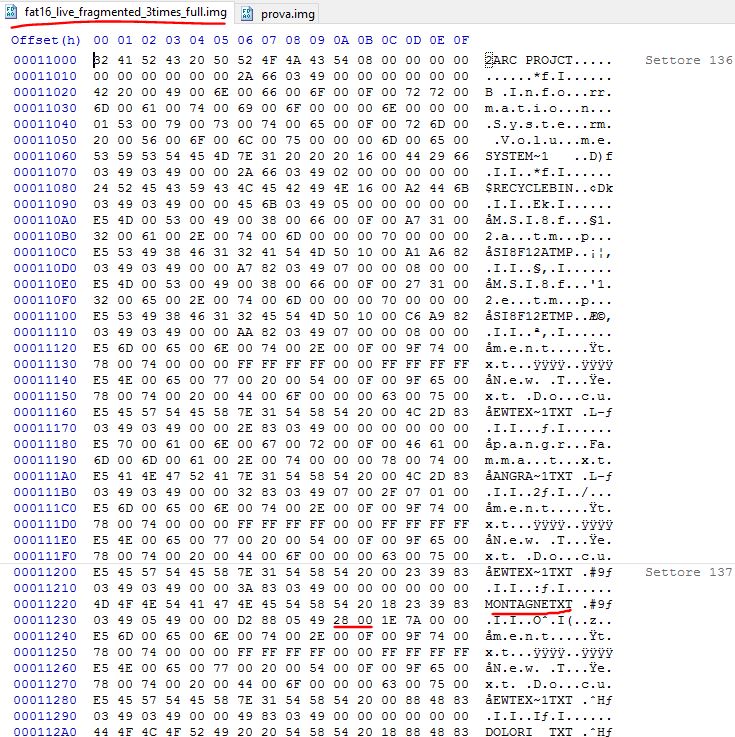 fat16_live_fragmented_3times_full.img prova.img
Offset(h) 00 01 02 03 04 05 06 07 08 09 0A 0B 0C 0D 0E 0F
00011000 32 41 52 43 20 50 52 4F 4A 43 54 08 00 00 00 00 2ARC PROJCT..... Settore 136
00011010 00 00 00 00 00 00 2A 66 03 49 00 00 00 00 00 00 ......*f.I......
00011020 42 20 00 49 00 6E 00 66 00 6F 00 0F 00 72 72 00 B .I.n.f.o...rr.
00011030 6D 00 61 00 74 00 69 00 6F 00 00 00 6E 00 00 00 m.a.t.i.o...n...
00011040 01 53 00 79 00 73 00 74 00 65 00 0F 00 72 6D 00 .S.y.s.t.e...rm.
00011050 20 00 56 00 6F 00 6C 00 75 00 00 00 6D 00 65 00 .V.o.l.u...m.e.
00011060 53 59 53 54 45 4D 7E 31 20 20 20 16 00 44 29 66 SYSTEM~1 ..D)f
00011070 03 49 03 49 00 00 2A 66 03 49 02 00 00 00 00 00 .I.I..*f.I......
00011080 24 52 45 43 59 43 4C 45 42 49 4E 16 00 A2 44 6B $RECYCLEBIN..¢Dk
00011090 03 49 03 49 00 00 45 6B 03 49 05 00 00 00 00 00 .I.I..Ek.I......
000110A0 E5 4D 00 53 00 49 00 38 00 66 00 0F 00 A7 31 00 åM.S.I.8.f...§1.
000110B0 32 00 61 00 2E 00 74 00 6D 00 00 00 70 00 00 00 2.a...t.m...p...
000110C0 E5 53 49 38 46 31 32 41 54 4D 50 10 00 A1 A6 82 åSI8F12ATMP..¡¦‚
000110D0 03 49 03 49 00 00 A7 82 03 49 07 00 00 08 00 00 .I.I..§‚.I......
000110E0 E5 4D 00 53 00 49 00 38 00 66 00 0F 00 27 31 00 åM.S.I.8.f...'1.
000110F0 32 00 65 00 2E 00 74 00 6D 00 00 00 70 00 00 00 2.e...t.m...p...
00011100 E5 53 49 38 46 31 32 45 54 4D 50 10 00 C6 A9 82 åSI8F12ETMP..Æ©‚
00011110 03 49 03 49 00 00 AA 82 03 49 07 00 00 08 00 00 .I.I..ª‚.I......
00011120 E5 6D 00 65 00 6E 00 74 00 2E 00 0F 00 9F 74 00 åm.e.n.t.....Ÿt.
00011130 78 00 74 00 00 00 FF FF FF FF 00 00 FF FF FF FF x.t...ÿÿÿÿ..ÿÿÿÿ
00011140 E5 4E 00 65 00 77 00 20 00 54 00 0F 00 9F 65 00 åN.e.w. .T...Ÿe.
00011150 78 00 74 00 20 00 44 00 6F 00 00 00 63 00 75 00 x.t. .D.o...c.u.
00011160 E5 45 57 54 45 58 7E 31 54 58 54 20 00 4C 2D 83 åEWTEX~1TXT .L-ƒ
00011170 03 49 03 49 00 00 2E 83 03 49 00 00 00 00 00 00 .I.I...ƒ.I......
00011180 E5 70 00 61 00 6E 00 67 00 72 00 0F 00 46 61 00 åp.a.n.g.r...Fa.
00011190 6D 00 6D 00 61 00 2E 00 74 00 00 00 78 00 74 00 m.m.a...t...x.t.
000111A0 E5 41 4E 47 52 41 7E 31 54 58 54 20 00 4C 2D 83 åANGRA~1TXT .L-ƒ
000111B0 03 49 03 49 00 00 32 83 03 49 07 00 2F 07 01 00 .I.I..2ƒ.I../...
000111C0 E5 6D 00 65 00 6E 00 74 00 2E 00 0F 00 9F 74 00 åm.e.n.t.....Ÿt.
000111D0 78 00 74 00 00 00 FF FF FF FF 00 00 FF FF FF FF x.t...ÿÿÿÿ..ÿÿÿÿ
000111E0 E5 4E 00 65 00 77 00 20 00 54 00 0F 00 9F 65 00 åN.e.w. .T...Ÿe.
000111F0 78 00 74 00 20 00 44 00 6F 00 00 00 63 00 75 00 x.t. .D.o...c.u.
00011200 E5 45 57 54 45 58 7E 31 54 58 54 20 00 23 39 83 åEWTEX~1TXT .#9ƒ Settore 137
00011210 03 49 03 49 00 00 3A 83 03 49 00 00 00 00 00 00 .I.I..:ƒ.I......
00011220 4D 4F 4E 54 41 47 4E 45 54 58 54 20 18 23 39 83 MONTAGNETXT .#9ƒ
00011230 03 49 05 49 00 00 D2 88 05 49 28 00 1E 7A 00 00 .I.I..Òˆ.I(..z..
00011240 E5 6D 00 65 00 6E 00 74 00 2E 00 0F 00 9F 74 00 åm.e.n.t.....Ÿt.
00011250 78 00 74 00 00 00 FF FF FF FF 00 00 FF FF FF FF x.t...ÿÿÿÿ..ÿÿÿÿ
00011260 E5 4E 00 65 00 77 00 20 00 54 00 0F 00 9F 65 00 åN.e.w. .T...Ÿe.
00011270 78 00 74 00 20 00 44 00 6F 00 00 00 63 00 75 00 x.t. .D.o...c.u.
00011280 E5 45 57 54 45 58 7E 31 54 58 54 20 00 88 48 83 åEWTEX~1TXT .ˆHƒ
00011290 03 49 03 49 00 00 49 83 03 49 00 00 00 00 00 00 .I.I..Iƒ.I......
000112A0 44 4F 4C 4F 52 49 20 20 54 58 54 20 18 88 48 83 DOLORI TXT .ˆHƒ